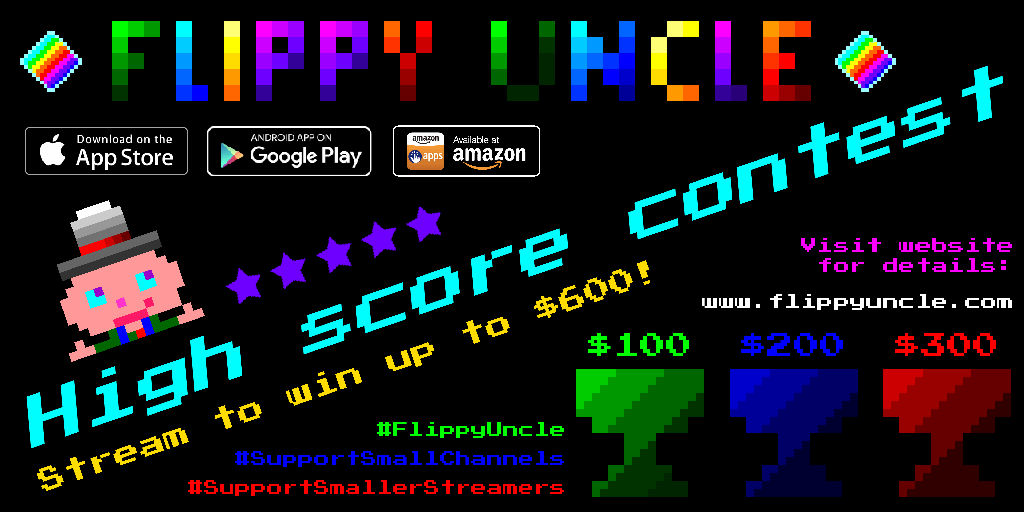 FLIPPY UNCLE
Download on the
App Store
ANDROID APP ON
Google Play
amazon
apps
Available at
amazon
High score contest
Stream to win up to $600!
Visit website
for details:
www.flippyuncle.com
$100 $200 $300
#FlippyUncle
#SupportSmallChannels
#SupportSmallerStreamers